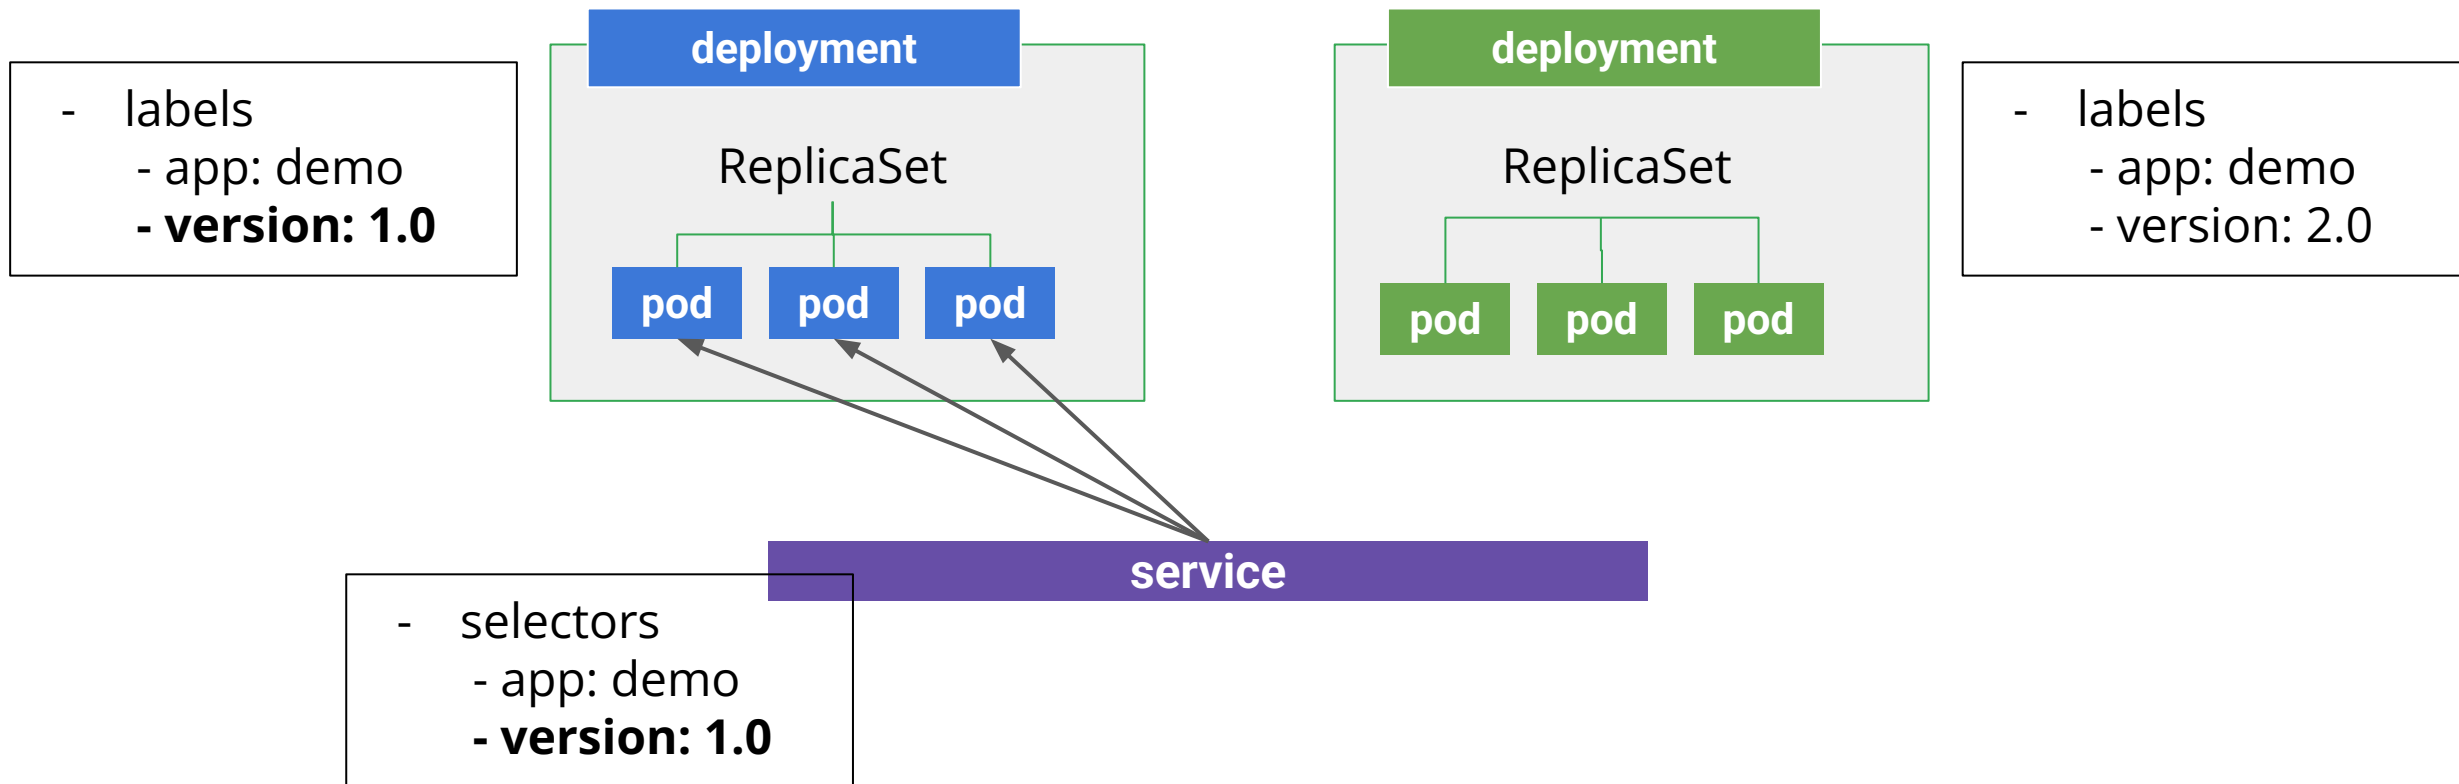 deployment
deployment
- labels
- app: demo
- version: 1.0
ReplicaSet
pod pod pod
ReplicaSet
pod pod pod
- labels
- app: demo
- version: 2.0
service
- selectors
- app: demo
- version: 1.0